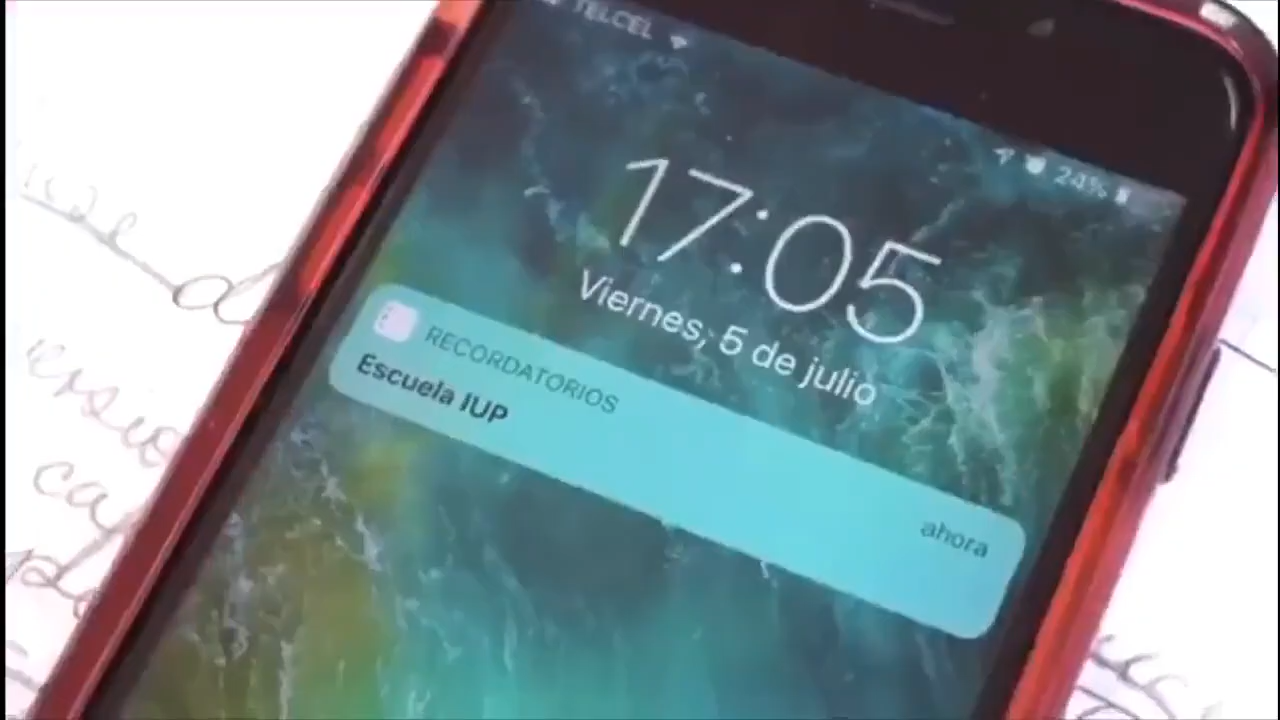 TELCEL
24%
17:05
Viernes, 5 de julio
RECORDATORIOS
ahora
Escuela IUP